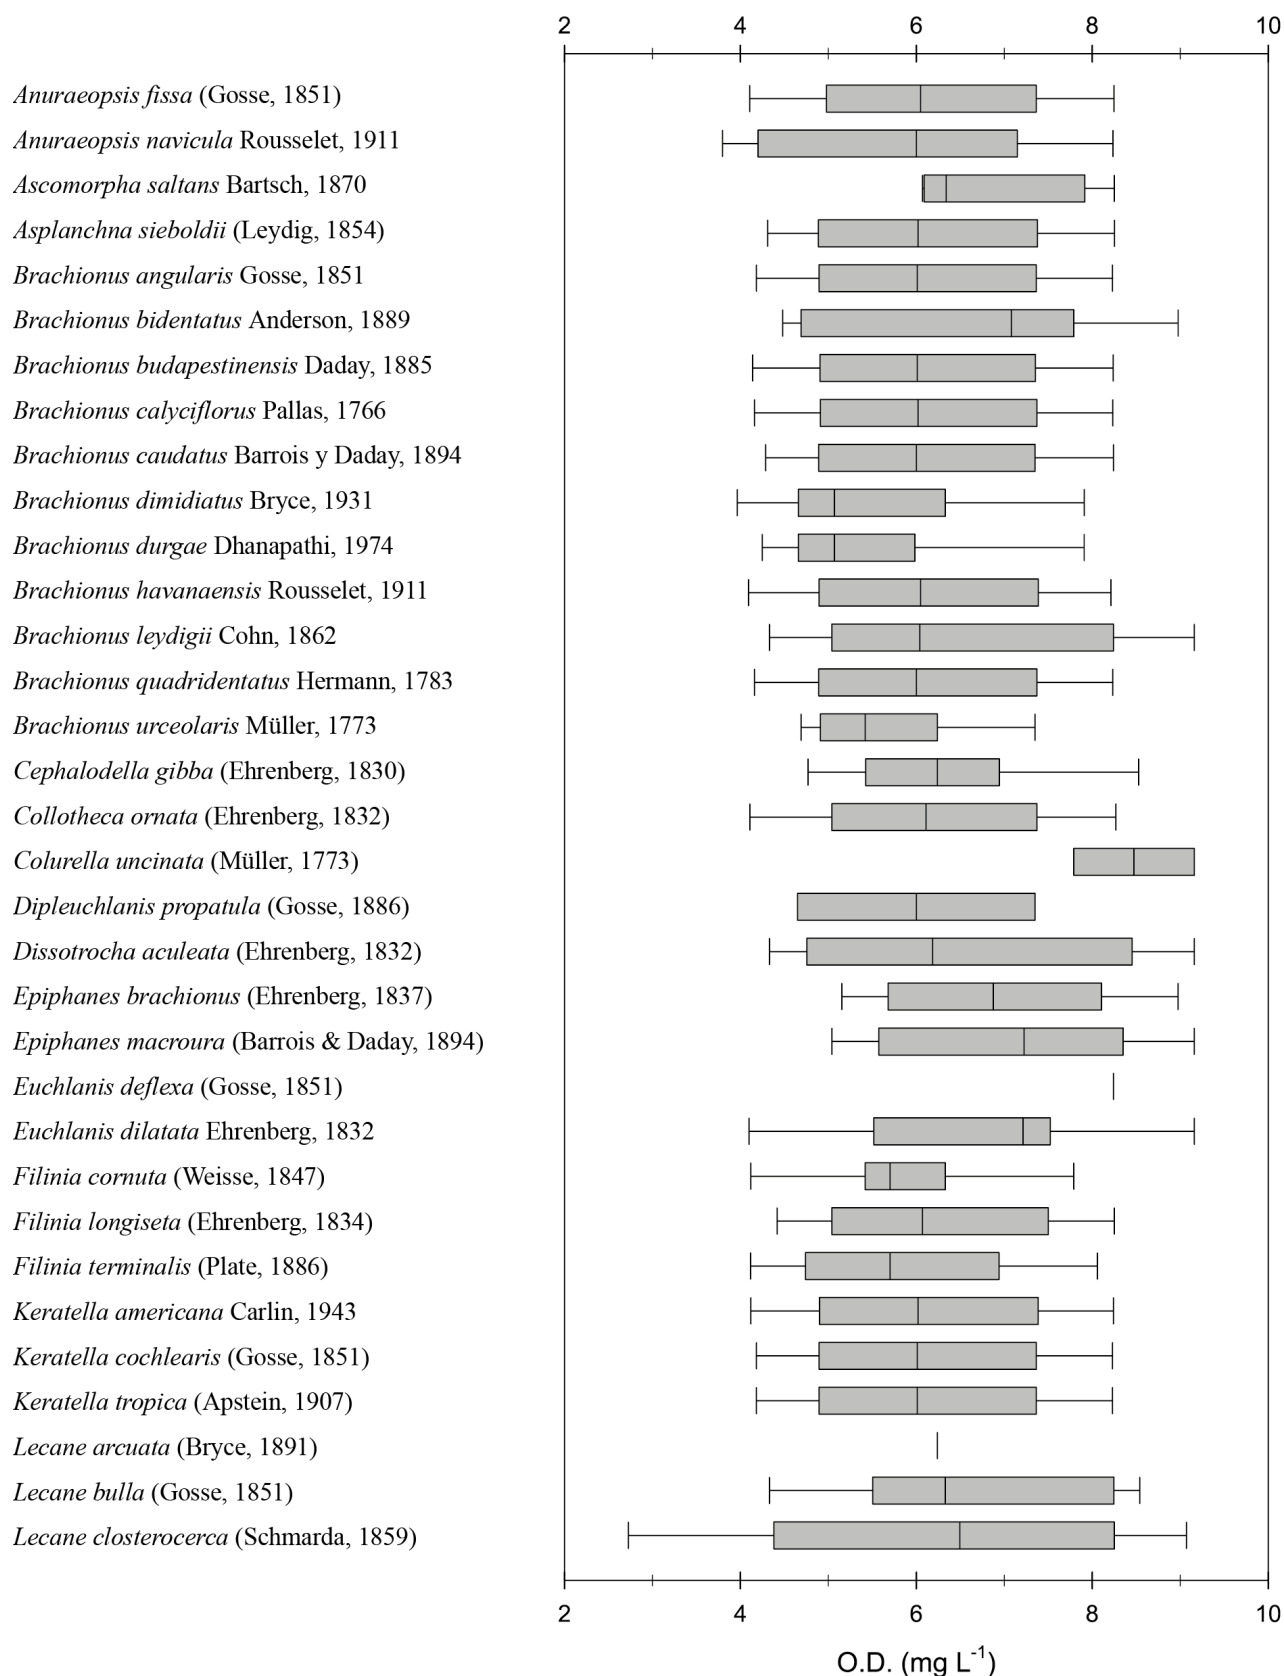 2 4 6 8 10
Anuraeopsis fissa (Gosse, 1851)
Anuraeopsis navicula Rousselet, 1911
Ascomorpha saltans Bartsch, 1870
Asplanchna sieboldii (Leydig, 1854)
Brachionus angularis Gosse, 1851
Brachionus bidentatus Anderson, 1889
Brachionus budapestinensis Daday, 1885
Brachionus calyciflorus Pallas, 1766
Brachionus caudatus Barrois y Daday, 1894
Brachionus dimidiatus Bryce, 1931
Brachionus durgae Dhanapathi, 1974
Brachionus havanaensis Rousselet, 1911
Brachionus leydigii Cohn, 1862
Brachionus quadridentatus Hermann, 1783
Brachionus urceolaris Müller, 1773
Cephalodella gibba (Ehrenberg, 1830)
Collotheca ornata (Ehrenberg, 1832)
Colurella uncinata (Müller, 1773)
Dipleuchlanis propatula (Gosse, 1886)
Dissotrocha aculeata (Ehrenberg, 1832)
Epiphanes brachionus (Ehrenberg, 1837)
Epiphanes macroura (Barrois & Daday, 1894)
Euchlanis deflexa (Gosse, 1851)
Euchlanis dilatata Ehrenberg, 1832
Filinia cornuta (Weisse, 1847)
Filinia longiseta (Ehrenberg, 1834)
Filinia terminalis (Plate, 1886)
Keratella americana Carlin, 1943
Keratella cochlearis (Gosse, 1851)
Keratella tropica (Apstein, 1907)
Lecane arcuata (Bryce, 1891)
Lecane bulla (Gosse, 1851)
Lecane closterocerca (Schmarda, 1859)
2 4 6 8 10
O.D. (mg L⁻¹)